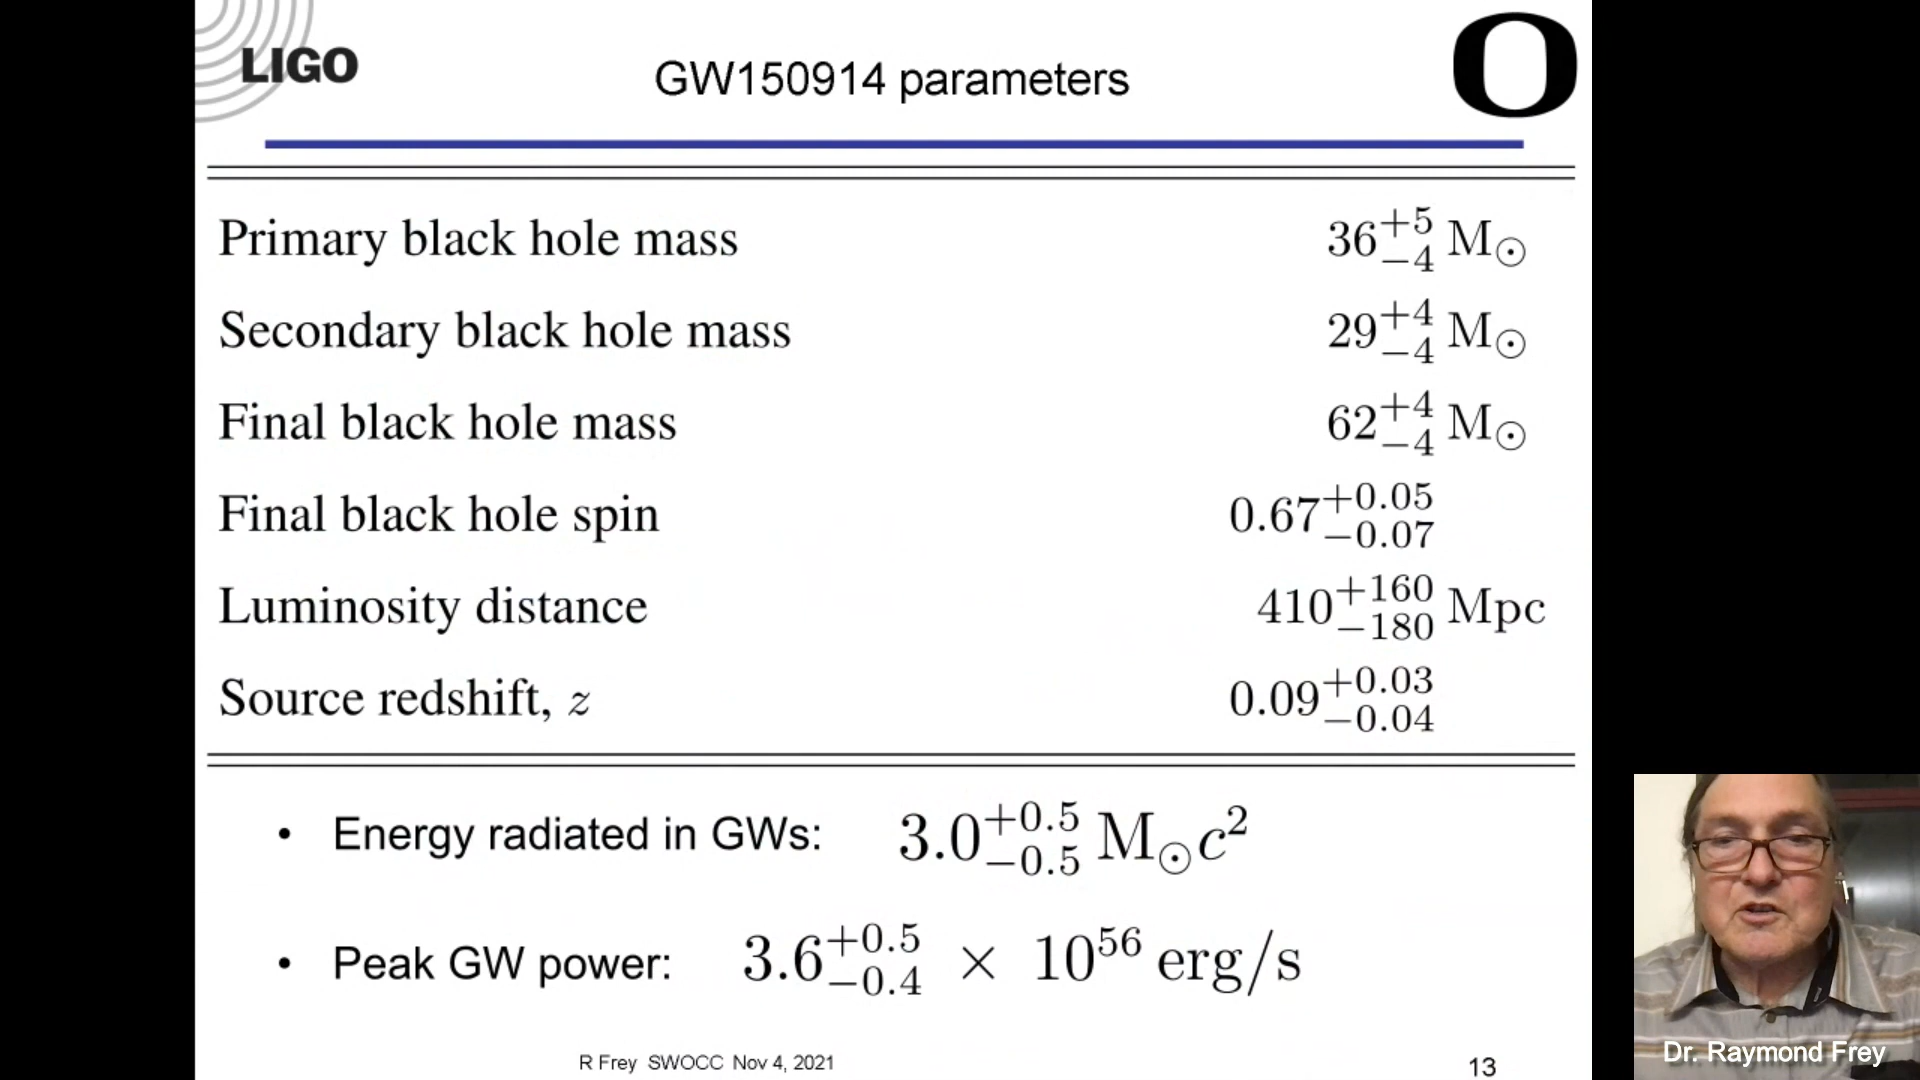 LIGO
GW150914 parameters
O
Primary black hole mass 36+5−4 M⊙
Secondary black hole mass 29+4−4 M⊙
Final black hole mass 62+4−4 M⊙
Final black hole spin 0.67+0.05−0.07
Luminosity distance 410+160−180 Mpc
Source redshift, z 0.09+0.03−0.04
• Energy radiated in GWs: 3.0+0.5−0.5 M⊙c²
• Peak GW power: 3.6+0.5−0.4 × 10⁵⁶ erg/s
R Frey SWOCC Nov 4, 2021
13
Dr. Raymond Frey